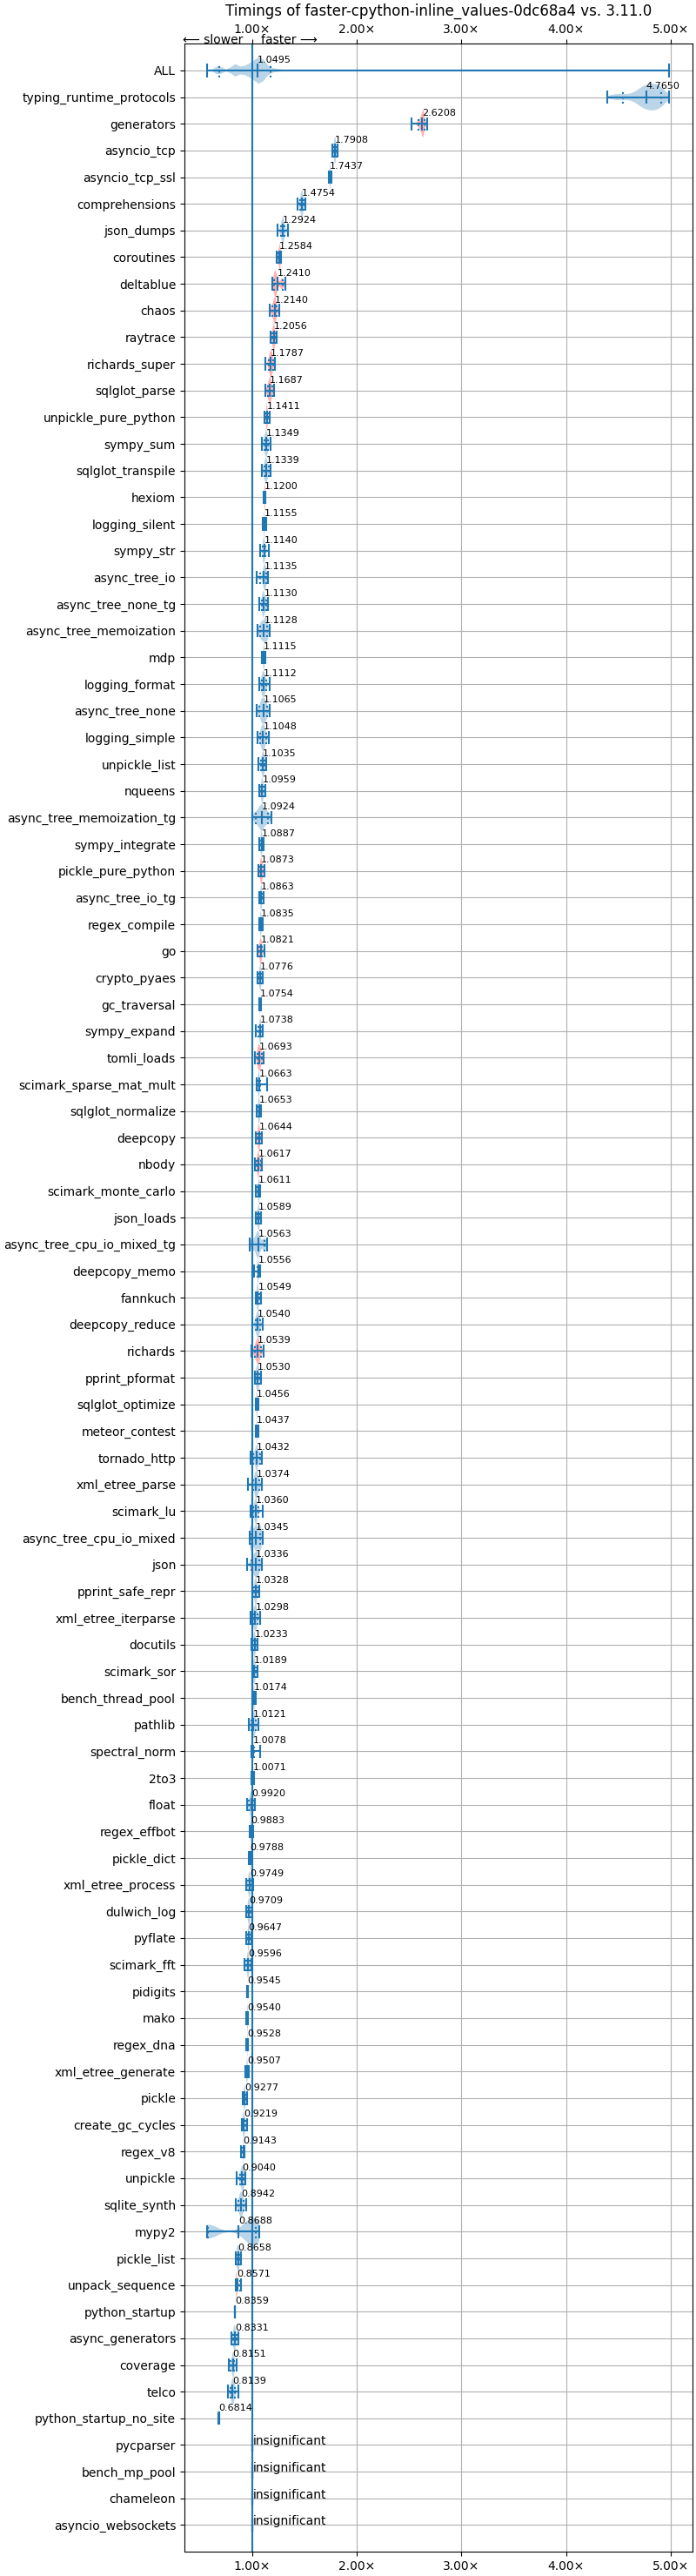 Timings of faster-cpython-inline_values-0dc68a4 vs. 3.11.0
1.00× 2.00× 3.00× 4.00× 5.00×
⟵ slower faster ⟶
ALL 1.0495
typing_runtime_protocols 4.7650
generators 2.6208
asyncio_tcp 1.7908
asyncio_tcp_ssl 1.7437
comprehensions 1.4754
json_dumps 1.2924
coroutines 1.2584
deltablue 1.2410
chaos 1.2140
raytrace 1.2056
richards_super 1.1787
sqlglot_parse 1.1687
unpickle_pure_python 1.1411
sympy_sum 1.1349
sqlglot_transpile 1.1339
hexiom 1.1200
logging_silent 1.1155
sympy_str 1.1140
async_tree_io 1.1135
async_tree_none_tg 1.1130
async_tree_memoization 1.1128
mdp 1.1115
logging_format 1.1112
async_tree_none 1.1065
logging_simple 1.1048
unpickle_list 1.1035
nqueens 1.0959
async_tree_memoization_tg 1.0924
sympy_integrate 1.0887
pickle_pure_python 1.0873
async_tree_io_tg 1.0863
regex_compile 1.0835
go 1.0821
crypto_pyaes 1.0776
gc_traversal 1.0754
sympy_expand 1.0738
tomli_loads 1.0693
scimark_sparse_mat_mult 1.0663
sqlglot_normalize 1.0653
deepcopy 1.0644
nbody 1.0617
scimark_monte_carlo 1.0611
json_loads 1.0589
async_tree_cpu_io_mixed_tg 1.0563
deepcopy_memo 1.0556
fannkuch 1.0549
deepcopy_reduce 1.0540
richards 1.0539
pprint_pformat 1.0530
sqlglot_optimize 1.0456
meteor_contest 1.0437
tornado_http 1.0432
xml_etree_parse 1.0374
scimark_lu 1.0360
async_tree_cpu_io_mixed 1.0345
json 1.0336
pprint_safe_repr 1.0328
xml_etree_iterparse 1.0298
docutils 1.0233
scimark_sor 1.0189
bench_thread_pool 1.0174
pathlib 1.0121
spectral_norm 1.0078
2to3 1.0071
float 0.9920
regex_effbot 0.9883
pickle_dict 0.9788
xml_etree_process 0.9749
dulwich_log 0.9709
pyflate 0.9647
scimark_fft 0.9596
pidigits 0.9545
mako 0.9540
regex_dna 0.9528
xml_etree_generate 0.9507
pickle 0.9277
create_gc_cycles 0.9219
regex_v8 0.9143
unpickle 0.9040
sqlite_synth 0.8942
mypy2 0.8688
pickle_list 0.8658
unpack_sequence 0.8571
python_startup 0.8359
async_generators 0.8331
coverage 0.8151
telco 0.8139
python_startup_no_site 0.6814
pycparser insignificant
bench_mp_pool insignificant
chameleon insignificant
asyncio_websockets insignificant
1.00× 2.00× 3.00× 4.00× 5.00×